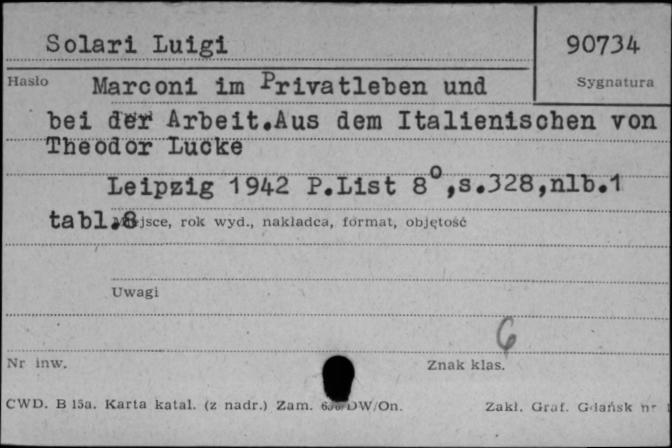 Solari Luigi
90734
Hasło Marconi im Privatleben und
Sygnatura
bei der Arbeit.Aus dem Italienischen von
Theodor Lucke
Leipzig 1942 P.List 8°,s.328,nlb.1
tabl.8
Miejsce, rok wyd., nakładca, format, objętość
Uwagi
6
Nr inw.
Znak klas.
CWD. B 15a. Karta katal. (z nadr.) Zam. /DW/On.
Zakł. Graf. Gdańsk nr